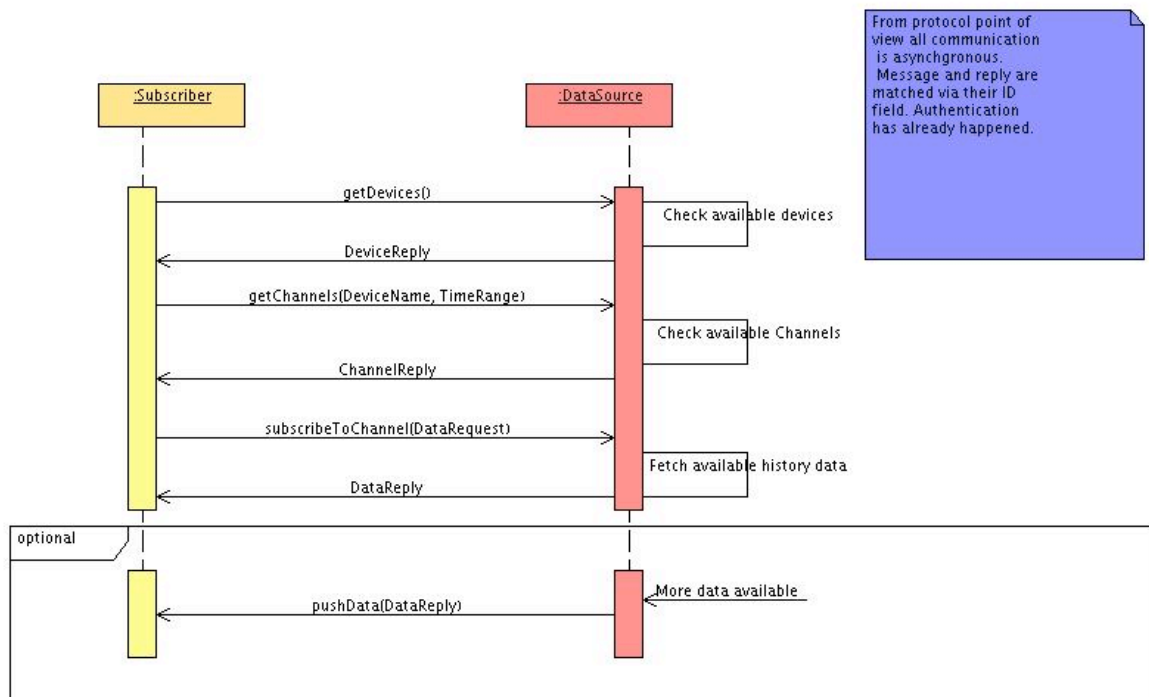 From protocol point of
view all communication
is asynchgronous.
Message and reply are
matched via their ID
field. Authentication
has already happened.
:Subscriber
:DataSource
getDevices()
Check available devices
DeviceReply
getChannels(DeviceName, TimeRange)
Check available Channels
ChannelReply
subscribeToChannel(DataRequest)
Fetch available history data
DataReply
optional
More data available
pushData(DataReply)